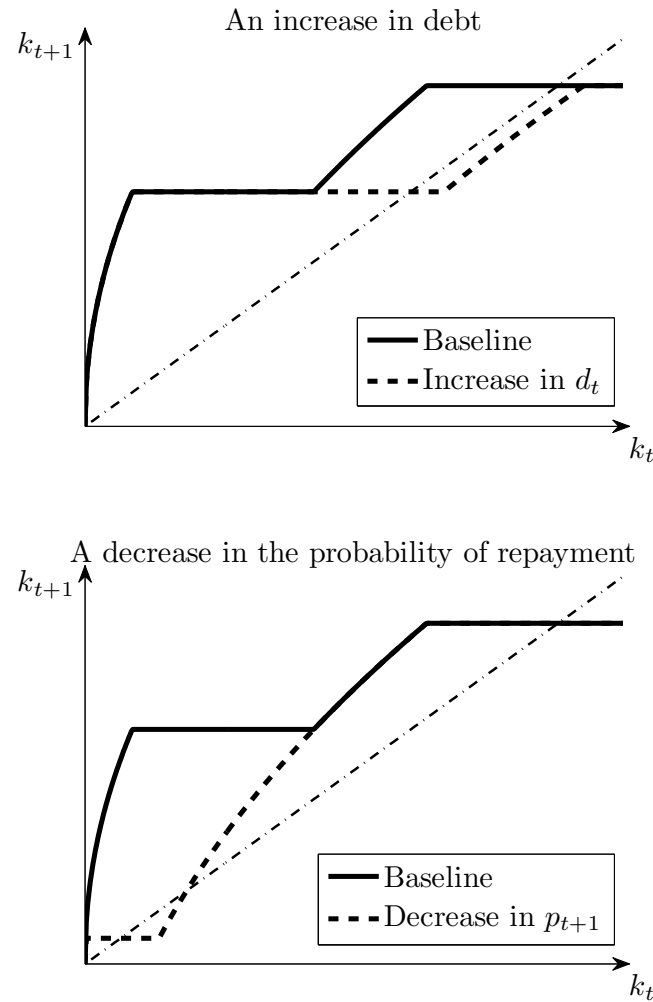 An increase in debt
k_{t+1}
Baseline
Increase in d_t
k_t
A decrease in the probability of repayment
k_{t+1}
Baseline
Decrease in p_{t+1}
k_t